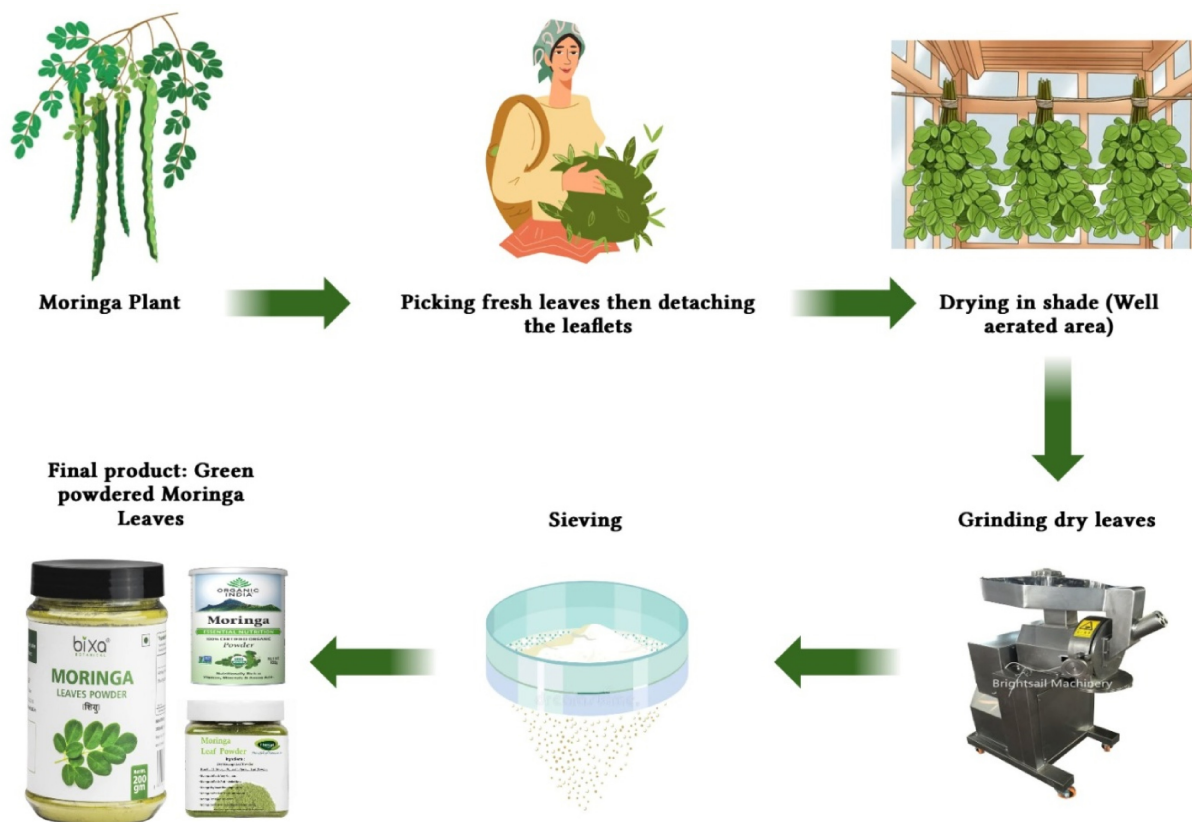 Moringa Plant
Picking fresh leaves then detaching
the leaflets
Drying in shade (Well
aerated area)
Grinding dry leaves
Brightsail Machinery
Sieving
Final product: Green
powdered Moringa
Leaves
bixa
BOTANICAL
MORINGA
LEAVES POWDER
(शिग्रु)
200
gm
ORGANIC
INDIA
Moringa
ESSENTIAL NUTRITION
Powder
Moringa
Leaf Powder